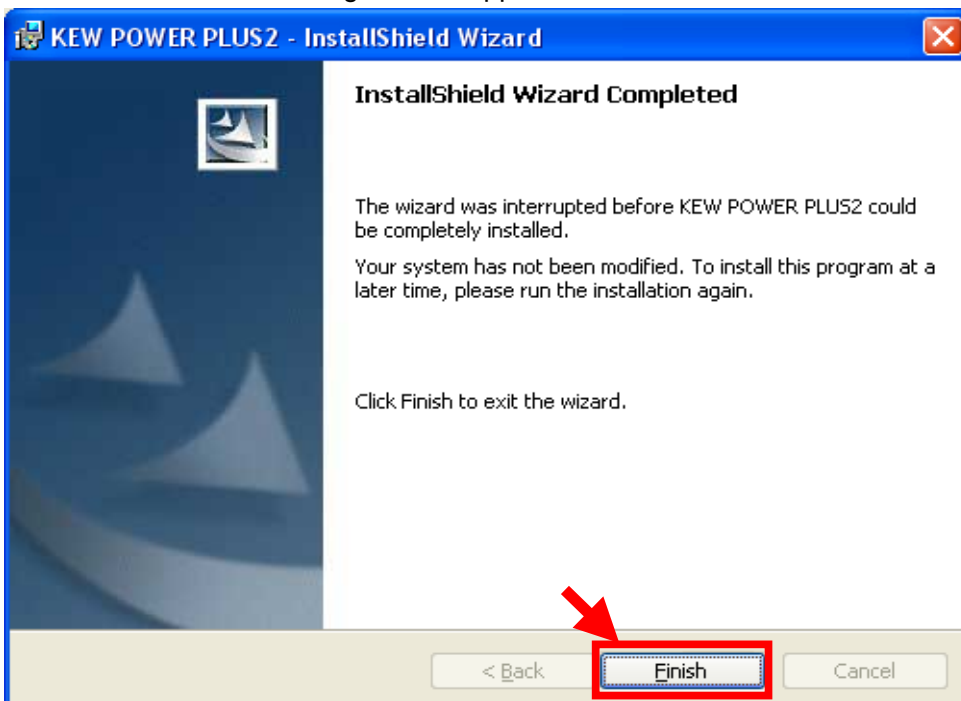 KEW POWER PLUS2 - InstallShield Wizard
InstallShield Wizard Completed
The wizard was interrupted before KEW POWER PLUS2 could
be completely installed.
Your system has not been modified. To install this program at a
later time, please run the installation again.
Click Finish to exit the wizard.
< Back Finish Cancel